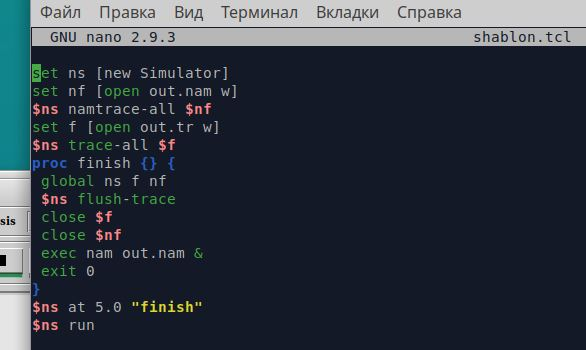 Файл Правка Вид Терминал Вкладки Справка
GNU nano 2.9.3 shablon.tcl
set ns [new Simulator]
set nf [open out.nam w]
$ns namtrace-all $nf
set f [open out.tr w]
$ns trace-all $f
proc finish {} {
global ns f nf
$ns flush-trace
close $f
close $nf
exec nam out.nam &
exit 0
}
$ns at 5.0 "finish"
$ns run
sis